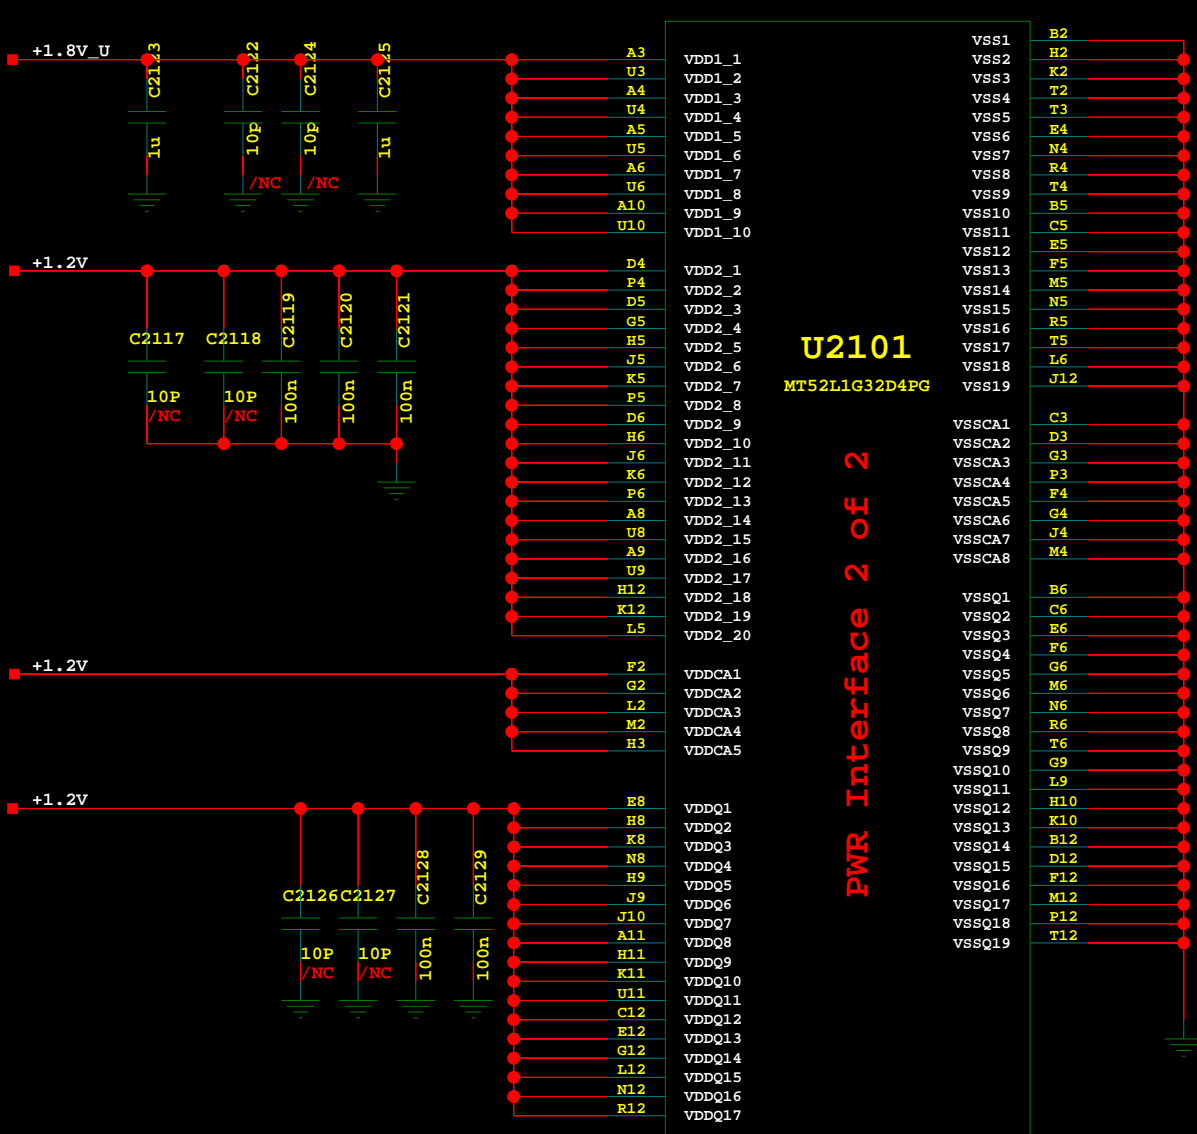 +1.8V_U
C2123
C2122
C2124
C2125
1u
10p
10p
1u
/NC
/NC
A3 VDD1_1
U3 VDD1_2
A4 VDD1_3
U4 VDD1_4
A5 VDD1_5
U5 VDD1_6
A6 VDD1_7
U6 VDD1_8
A10 VDD1_9
U10 VDD1_10
+1.2V
C2117
C2118
C2119
C2120
C2121
10P
10P
100n
100n
100n
/NC
/NC
D4 VDD2_1
P4 VDD2_2
D5 VDD2_3
G5 VDD2_4
H5 VDD2_5
J5 VDD2_6
K5 VDD2_7
P5 VDD2_8
D6 VDD2_9
H6 VDD2_10
J6 VDD2_11
K6 VDD2_12
P6 VDD2_13
A8 VDD2_14
U8 VDD2_15
A9 VDD2_16
U9 VDD2_17
H12 VDD2_18
K12 VDD2_19
L5 VDD2_20
+1.2V
F2 VDDCA1
G2 VDDCA2
L2 VDDCA3
M2 VDDCA4
H3 VDDCA5
+1.2V
C2126
C2127
C2128
C2129
10P
10P
100n
100n
/NC
/NC
E8 VDDQ1
H8 VDDQ2
K8 VDDQ3
N8 VDDQ4
H9 VDDQ5
J9 VDDQ6
J10 VDDQ7
A11 VDDQ8
H11 VDDQ9
K11 VDDQ10
U11 VDDQ11
C12 VDDQ12
E12 VDDQ13
G12 VDDQ14
L12 VDDQ15
N12 VDDQ16
R12 VDDQ17
U2101
MT52L1G32D4PG
PWR Interface 2 of 2
VSS1 B2
VSS2 H2
VSS3 K2
VSS4 T2
VSS5 T3
VSS6 E4
VSS7 N4
VSS8 R4
VSS9 T4
VSS10 B5
VSS11 C5
VSS12 E5
VSS13 F5
VSS14 M5
VSS15 N5
VSS16 R5
VSS17 T5
VSS18 L6
VSS19 J12
VSSCA1 C3
VSSCA2 D3
VSSCA3 G3
VSSCA4 P3
VSSCA5 F4
VSSCA6 G4
VSSCA7 J4
VSSCA8 M4
VSSQ1 B6
VSSQ2 C6
VSSQ3 E6
VSSQ4 F6
VSSQ5 G6
VSSQ6 M6
VSSQ7 N6
VSSQ8 R6
VSSQ9 T6
VSSQ10 G9
VSSQ11 L9
VSSQ12 H10
VSSQ13 K10
VSSQ14 B12
VSSQ15 D12
VSSQ16 F12
VSSQ17 M12
VSSQ18 P12
VSSQ19 T12